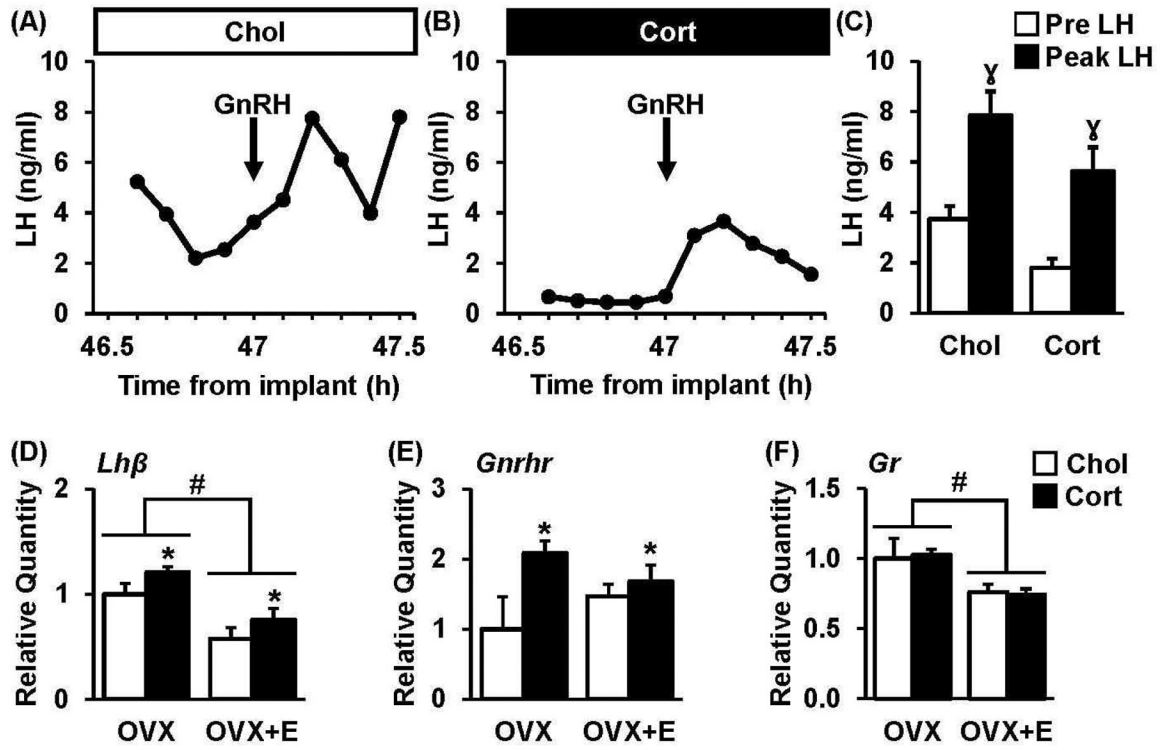 (A)
Chol
LH (ng/ml)
10
8
6
4
2
0
GnRH
46.5
47
47.5
Time from implant (h)
(B)
Cort
LH (ng/ml)
10
8
6
4
2
0
GnRH
46.5
47
47.5
Time from implant (h)
(C)
Pre LH
Peak LH
LH (ng/ml)
10
8
6
4
2
0
ɣ
ɣ
Chol
Cort
(D)
Lhβ
Relative Quantity
2
1
0
#
*
*
OVX
OVX+E
(E)
Gnrhr
Relative Quantity
3
2
1
0
*
*
OVX
OVX+E
(F)
Gr
Chol
Cort
Relative Quantity
1.5
1.0
0.5
0.0
#
OVX
OVX+E